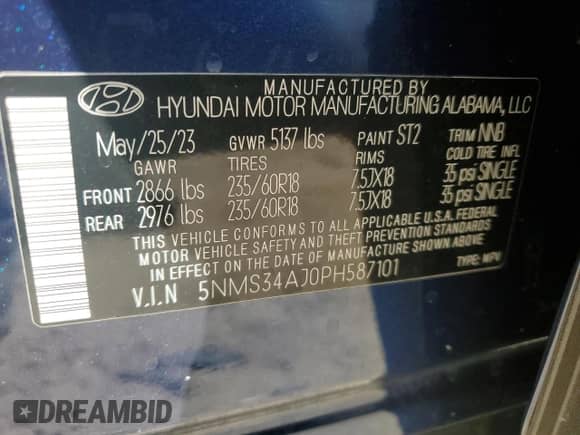 MANUFACTURED BY
HYUNDAI MOTOR MANUFACTURING ALABAMA, LLC
May/25/23 GVWR 5137 lbs PAINT ST2 TRIM NNB
GAWR TIRES RIMS COLD TIRE INFL
FRONT 2866 lbs 235/60R18 7.5JX18 35 psi SINGLE
REAR 2976 lbs 235/60R18 7.5JX18 35 psi SINGLE
THIS VEHICLE CONFORMS TO ALL APPLICABLE U.S.A. FEDERAL
MOTOR VEHICLE SAFETY AND THEFT PREVENTION STANDARDS
IN EFFECT ON THE DATE OF MANUFACTURE SHOWN ABOVE
V.I.N 5NMS34AJ0PH587101 TYPE: MPV
DREAMBID